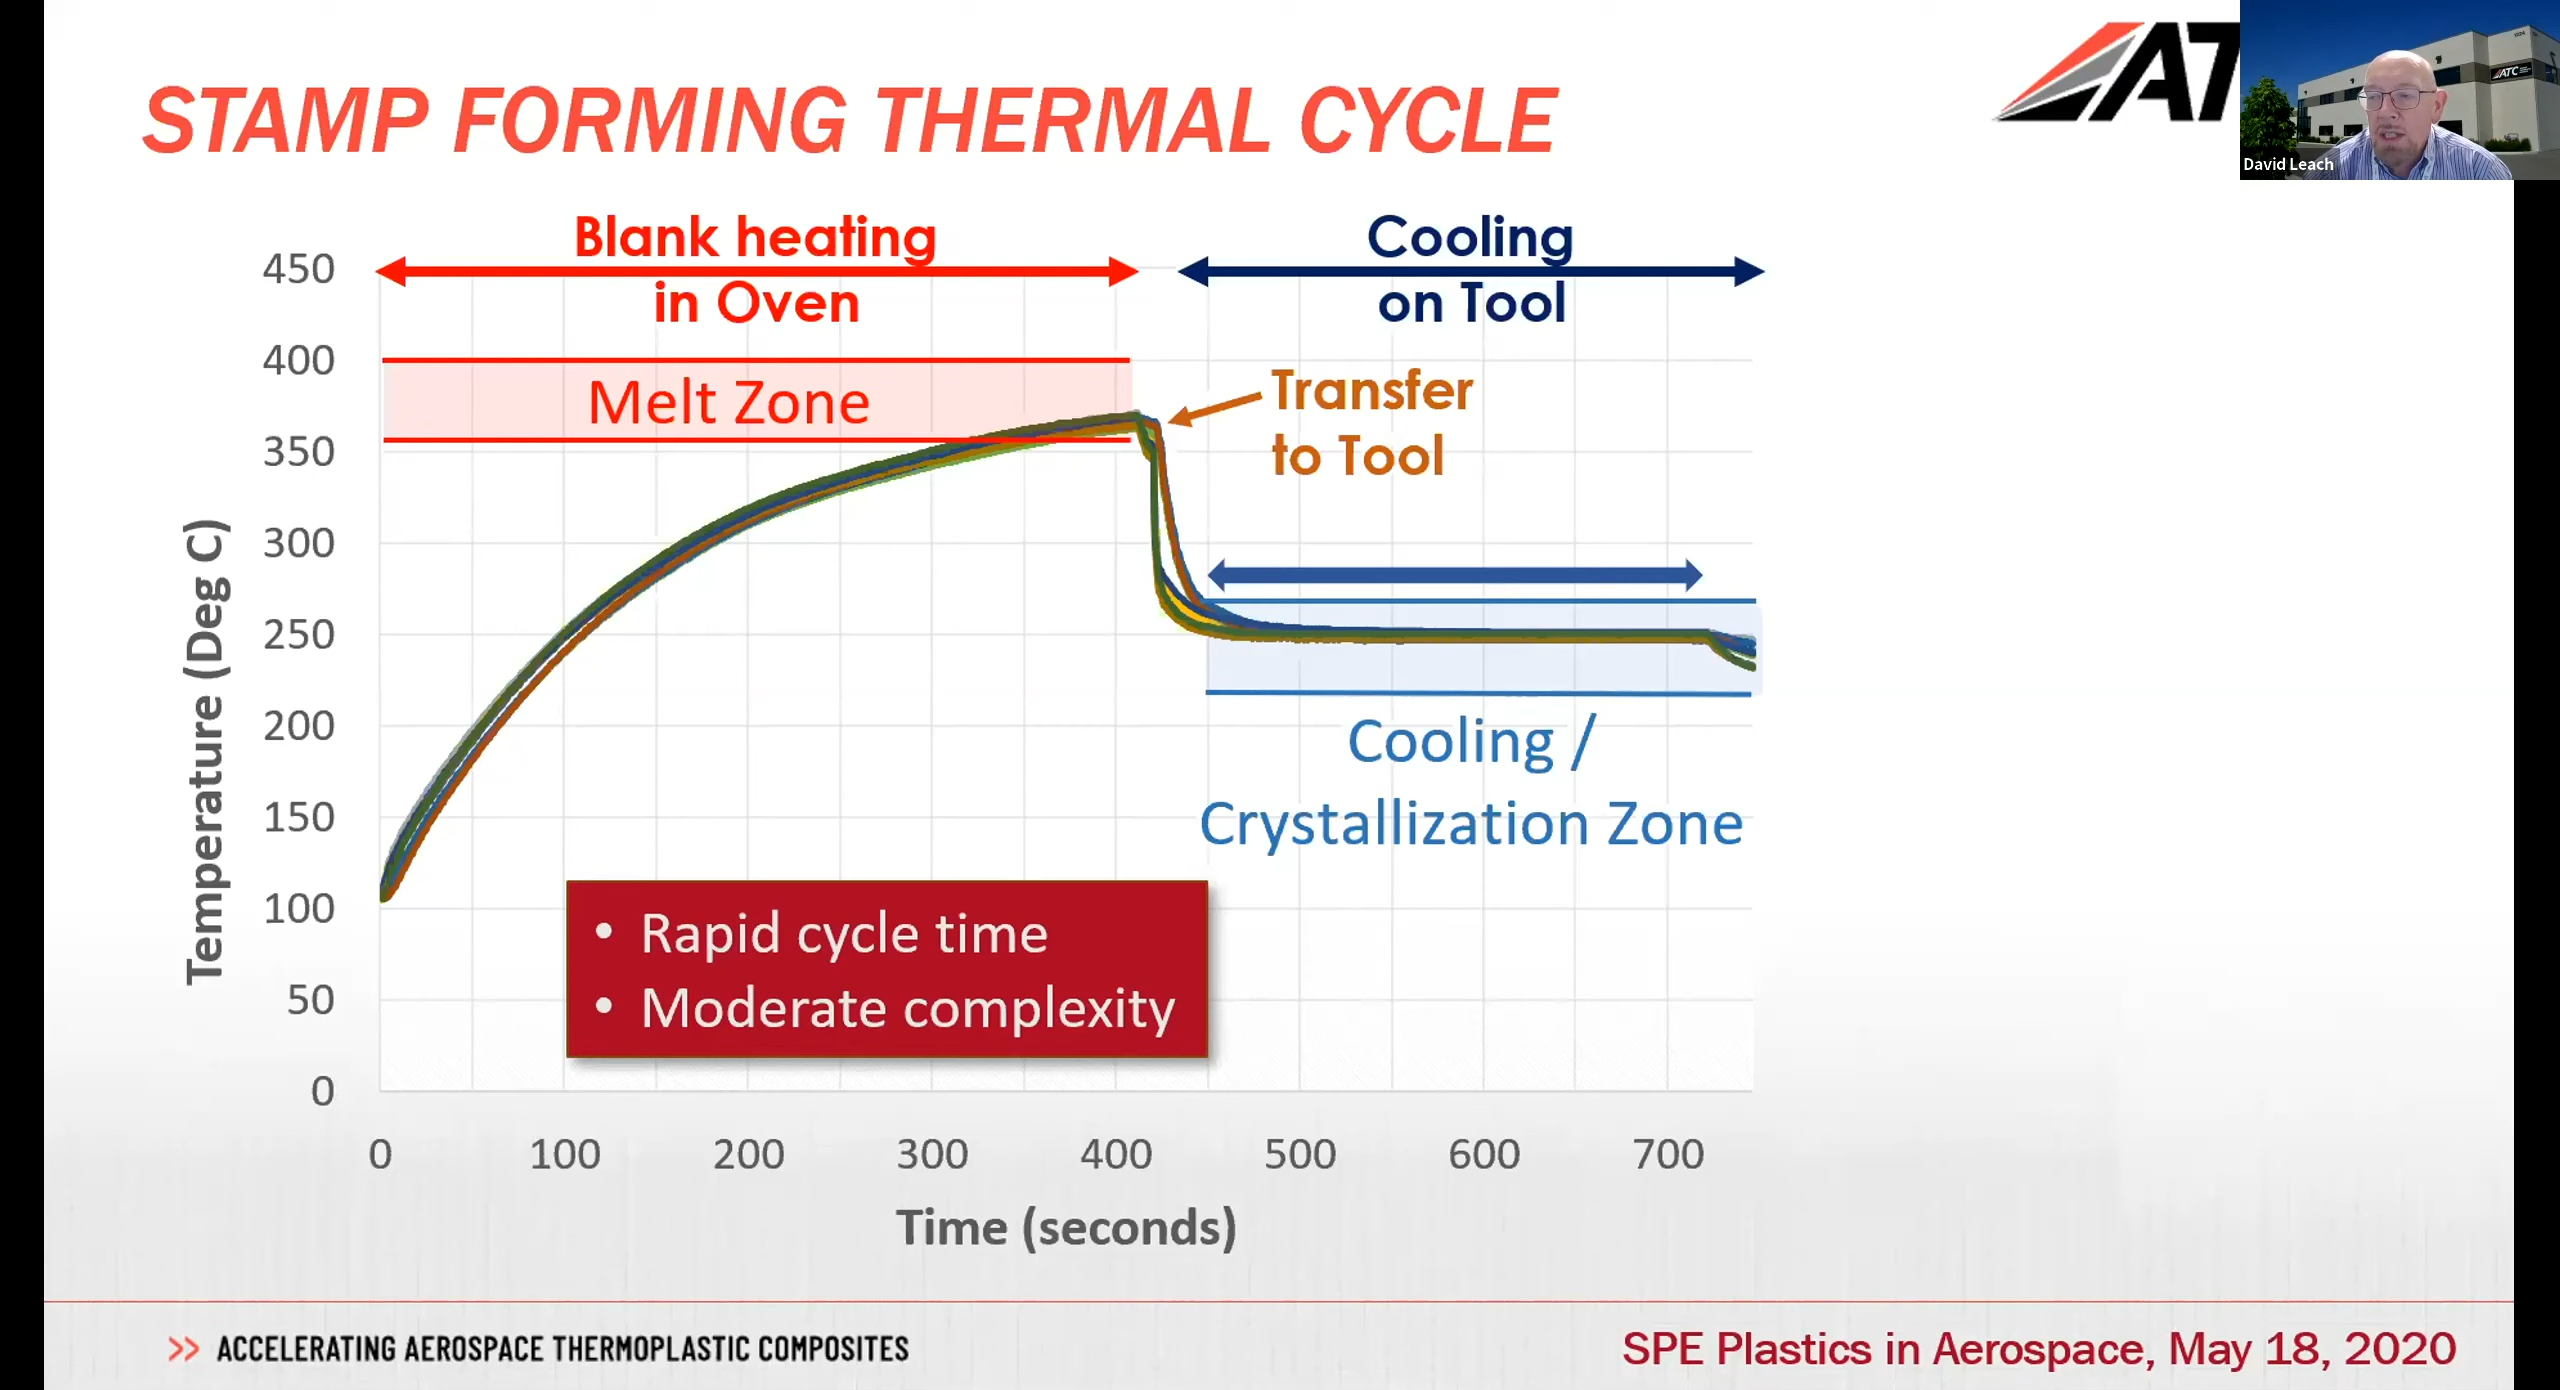 STAMP FORMING THERMAL CYCLE
AT
ATC
David Leach
Blank heating
in Oven
Cooling
on Tool
450
400
350
300
250
200
150
100
50
0
Melt Zone
Transfer
to Tool
Cooling /
Crystallization Zone
• Rapid cycle time
• Moderate complexity
Temperature (Deg C)
0 100 200 300 400 500 600 700
Time (seconds)
>> ACCELERATING AEROSPACE THERMOPLASTIC COMPOSITES
SPE Plastics in Aerospace, May 18, 2020